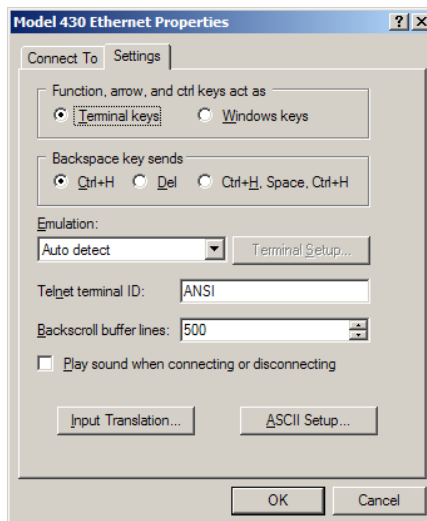 Model 430 Ethernet Properties ? X
Connect To Settings
Function, arrow, and ctrl keys act as
Terminal keys Windows keys
Backspace key sends
Ctrl+H Del Ctrl+H, Space, Ctrl+H
Emulation:
Auto detect Terminal Setup...
Telnet terminal ID: ANSI
Backscroll buffer lines: 500
Play sound when connecting or disconnecting
Input Translation... ASCII Setup...
OK Cancel